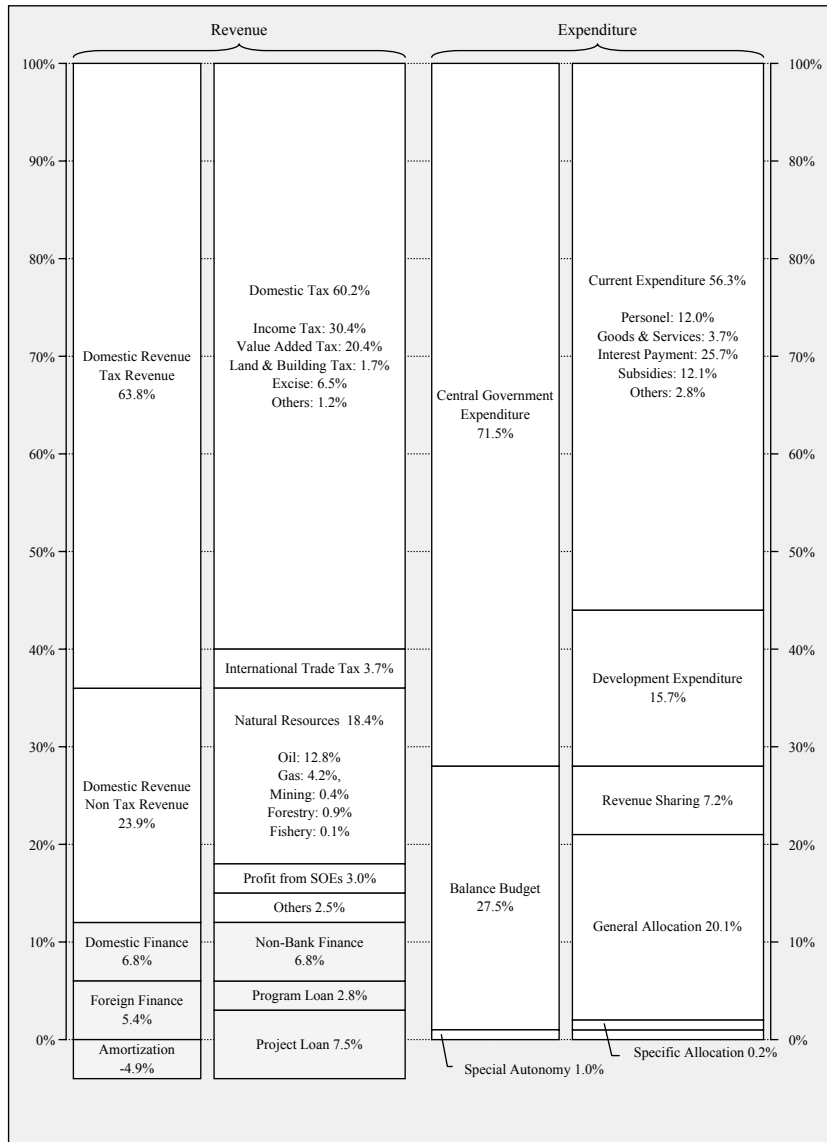 Revenue
Expenditure
100%
90%
80%
70%
60%
50%
40%
30%
20%
10%
0%
Domestic Revenue
Tax Revenue
63.8%
Domestic Revenue
Non Tax Revenue
23.9%
Domestic Finance
6.8%
Foreign Finance
5.4%
Amortization
-4.9%
Domestic Tax 60.2%
Income Tax: 30.4%
Value Added Tax: 20.4%
Land & Building Tax: 1.7%
Excise: 6.5%
Others: 1.2%
International Trade Tax 3.7%
Natural Resources 18.4%
Oil: 12.8%
Gas: 4.2%,
Mining: 0.4%
Forestry: 0.9%
Fishery: 0.1%
Profit from SOEs 3.0%
Others 2.5%
Non-Bank Finance
6.8%
Program Loan 2.8%
Project Loan 7.5%
Central Government
Expenditure
71.5%
Balance Budget
27.5%
Special Autonomy 1.0%
Current Expenditure 56.3%
Personel: 12.0%
Goods & Services: 3.7%
Interest Payment: 25.7%
Subsidies: 12.1%
Others: 2.8%
Development Expenditure
15.7%
Revenue Sharing 7.2%
General Allocation 20.1%
Specific Allocation 0.2%
100%
80%
80%
70%
60%
50%
40%
30%
20%
10%
0%